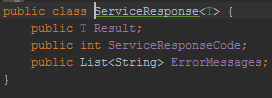 public class ServiceResponse<T> {
    public T Result;
    public int ServiceResponseCode;
    public List<String> ErrorMessages;
}